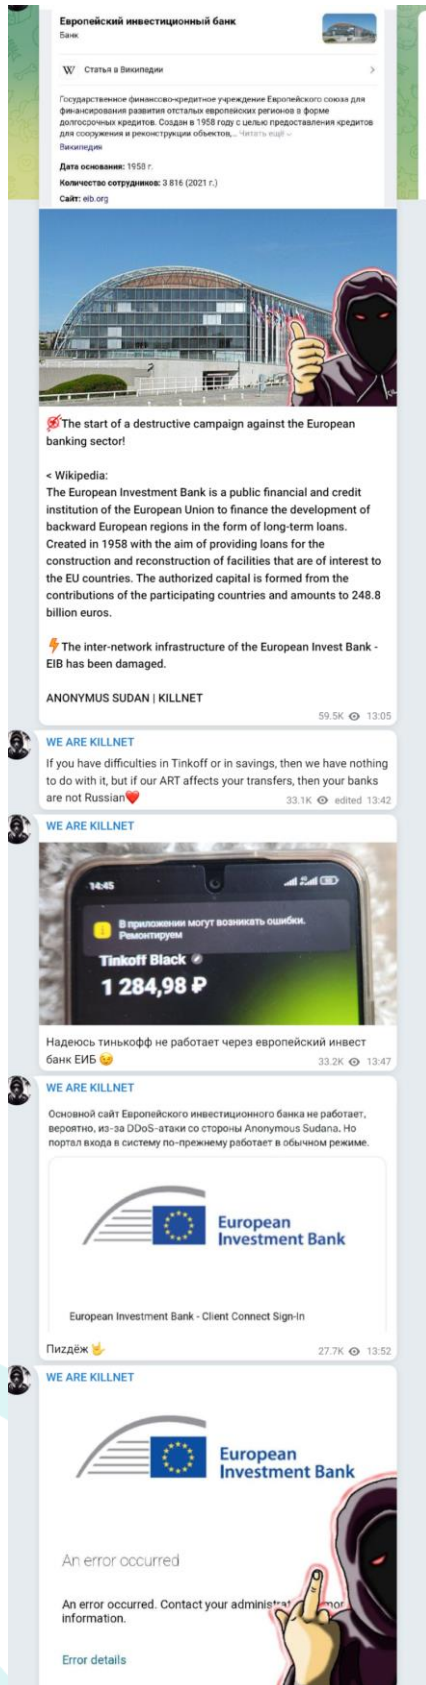 Европейский инвестиционный банк
Банк
W Статья в Википедии
Государственное финансово-кредитное учреждение Европейского союза для
финансирования развития отсталых европейских регионов в форме
долгосрочных кредитов. Создан в 1958 году с целью предоставления кредитов
для сооружения и реконструкции объектов,... Читать ещё
Википедия
Дата основания: 1958 г.
Количество сотрудников: 3 816 (2021 г.)
Сайт: eib.org
The start of a destructive campaign against the European
banking sector!
< Wikipedia:
The European Investment Bank is a public financial and credit
institution of the European Union to finance the development of
backward European regions in the form of long-term loans.
Created in 1958 with the aim of providing loans for the
construction and reconstruction of facilities that are of interest to
the EU countries. The authorized capital is formed from the
contributions of the participating countries and amounts to 248.8
billion euros.
The inter-network infrastructure of the European Invest Bank -
EIB has been damaged.
ANONYMUS SUDAN | KILLNET
59.5K 13:05
WE ARE KILLNET
If you have difficulties in Tinkoff or in savings, then we have nothing
to do with it, but if our ART affects your transfers, then your banks
are not Russian
33.1K edited 13:42
WE ARE KILLNET
14:45
В приложении могут возникать ошибки.
Ремонтируем
Tinkoff Black
1 284,98 ₽
Надеюсь тинькофф не работает через европейский инвест
банк ЕИБ
33.2K 13:47
WE ARE KILLNET
Основной сайт Европейского инвестиционного банка не работает,
вероятно, из-за DDoS-атаки со стороны Anonymous Sudana. Но
портал входа в систему по-прежнему работает в обычном режиме.
European
Investment Bank
European Investment Bank - Client Connect Sign-In
Пиzдёж
27.7K 13:52
WE ARE KILLNET
European
Investment Bank
An error occurred
An error occurred. Contact your
information.
Error details